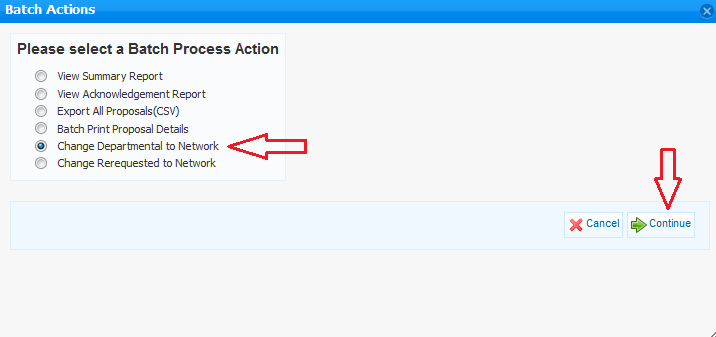 Batch Actions
Please select a Batch Process Action
View Summary Report
View Acknowledgement Report
Export All Proposals(CSV)
Batch Print Proposal Details
Change Departmental to Network
Change Rerequested to Network
Cancel Continue